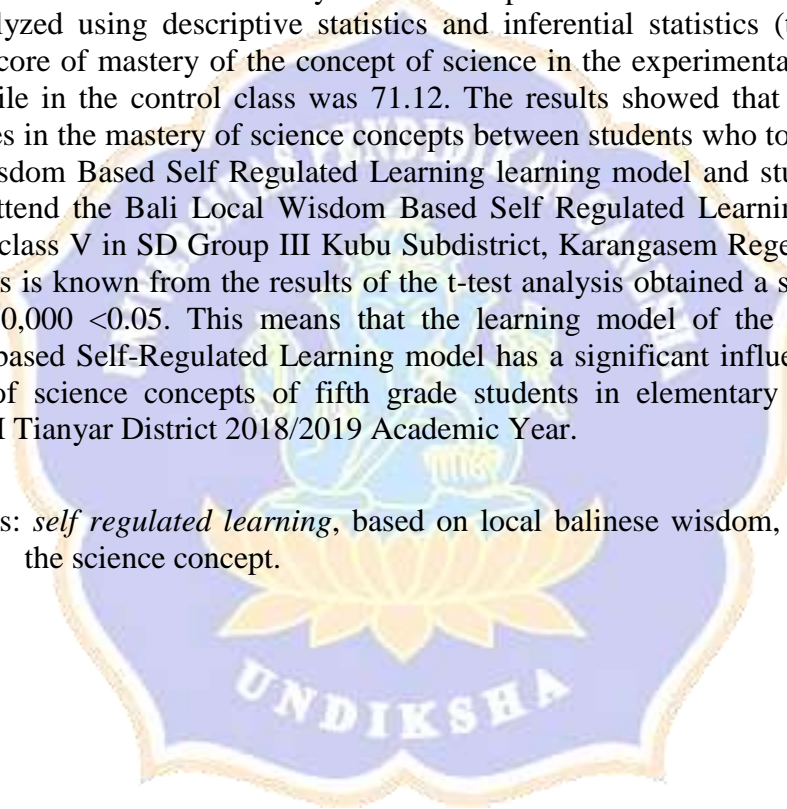 lyzed using descriptive statistics and inferential statistics (t
core of mastery of the concept of science in the experimenta
ile in the control class was 71.12. The results showed that
es in the mastery of science concepts between students who to
isdom Based Self Regulated Learning learning model and stu
ttend the Bali Local Wisdom Based Self Regulated Learnin
class V in SD Group III Kubu Subdistrict, Karangasem Rege
s is known from the results of the t-test analysis obtained a s
0,000 <0.05. This means that the learning model of the
based Self-Regulated Learning model has a significant influe
of science concepts of fifth grade students in elementary
I Tianyar District 2018/2019 Academic Year.
s: self regulated learning, based on local balinese wisdom,
the science concept.
UNDIKSHA